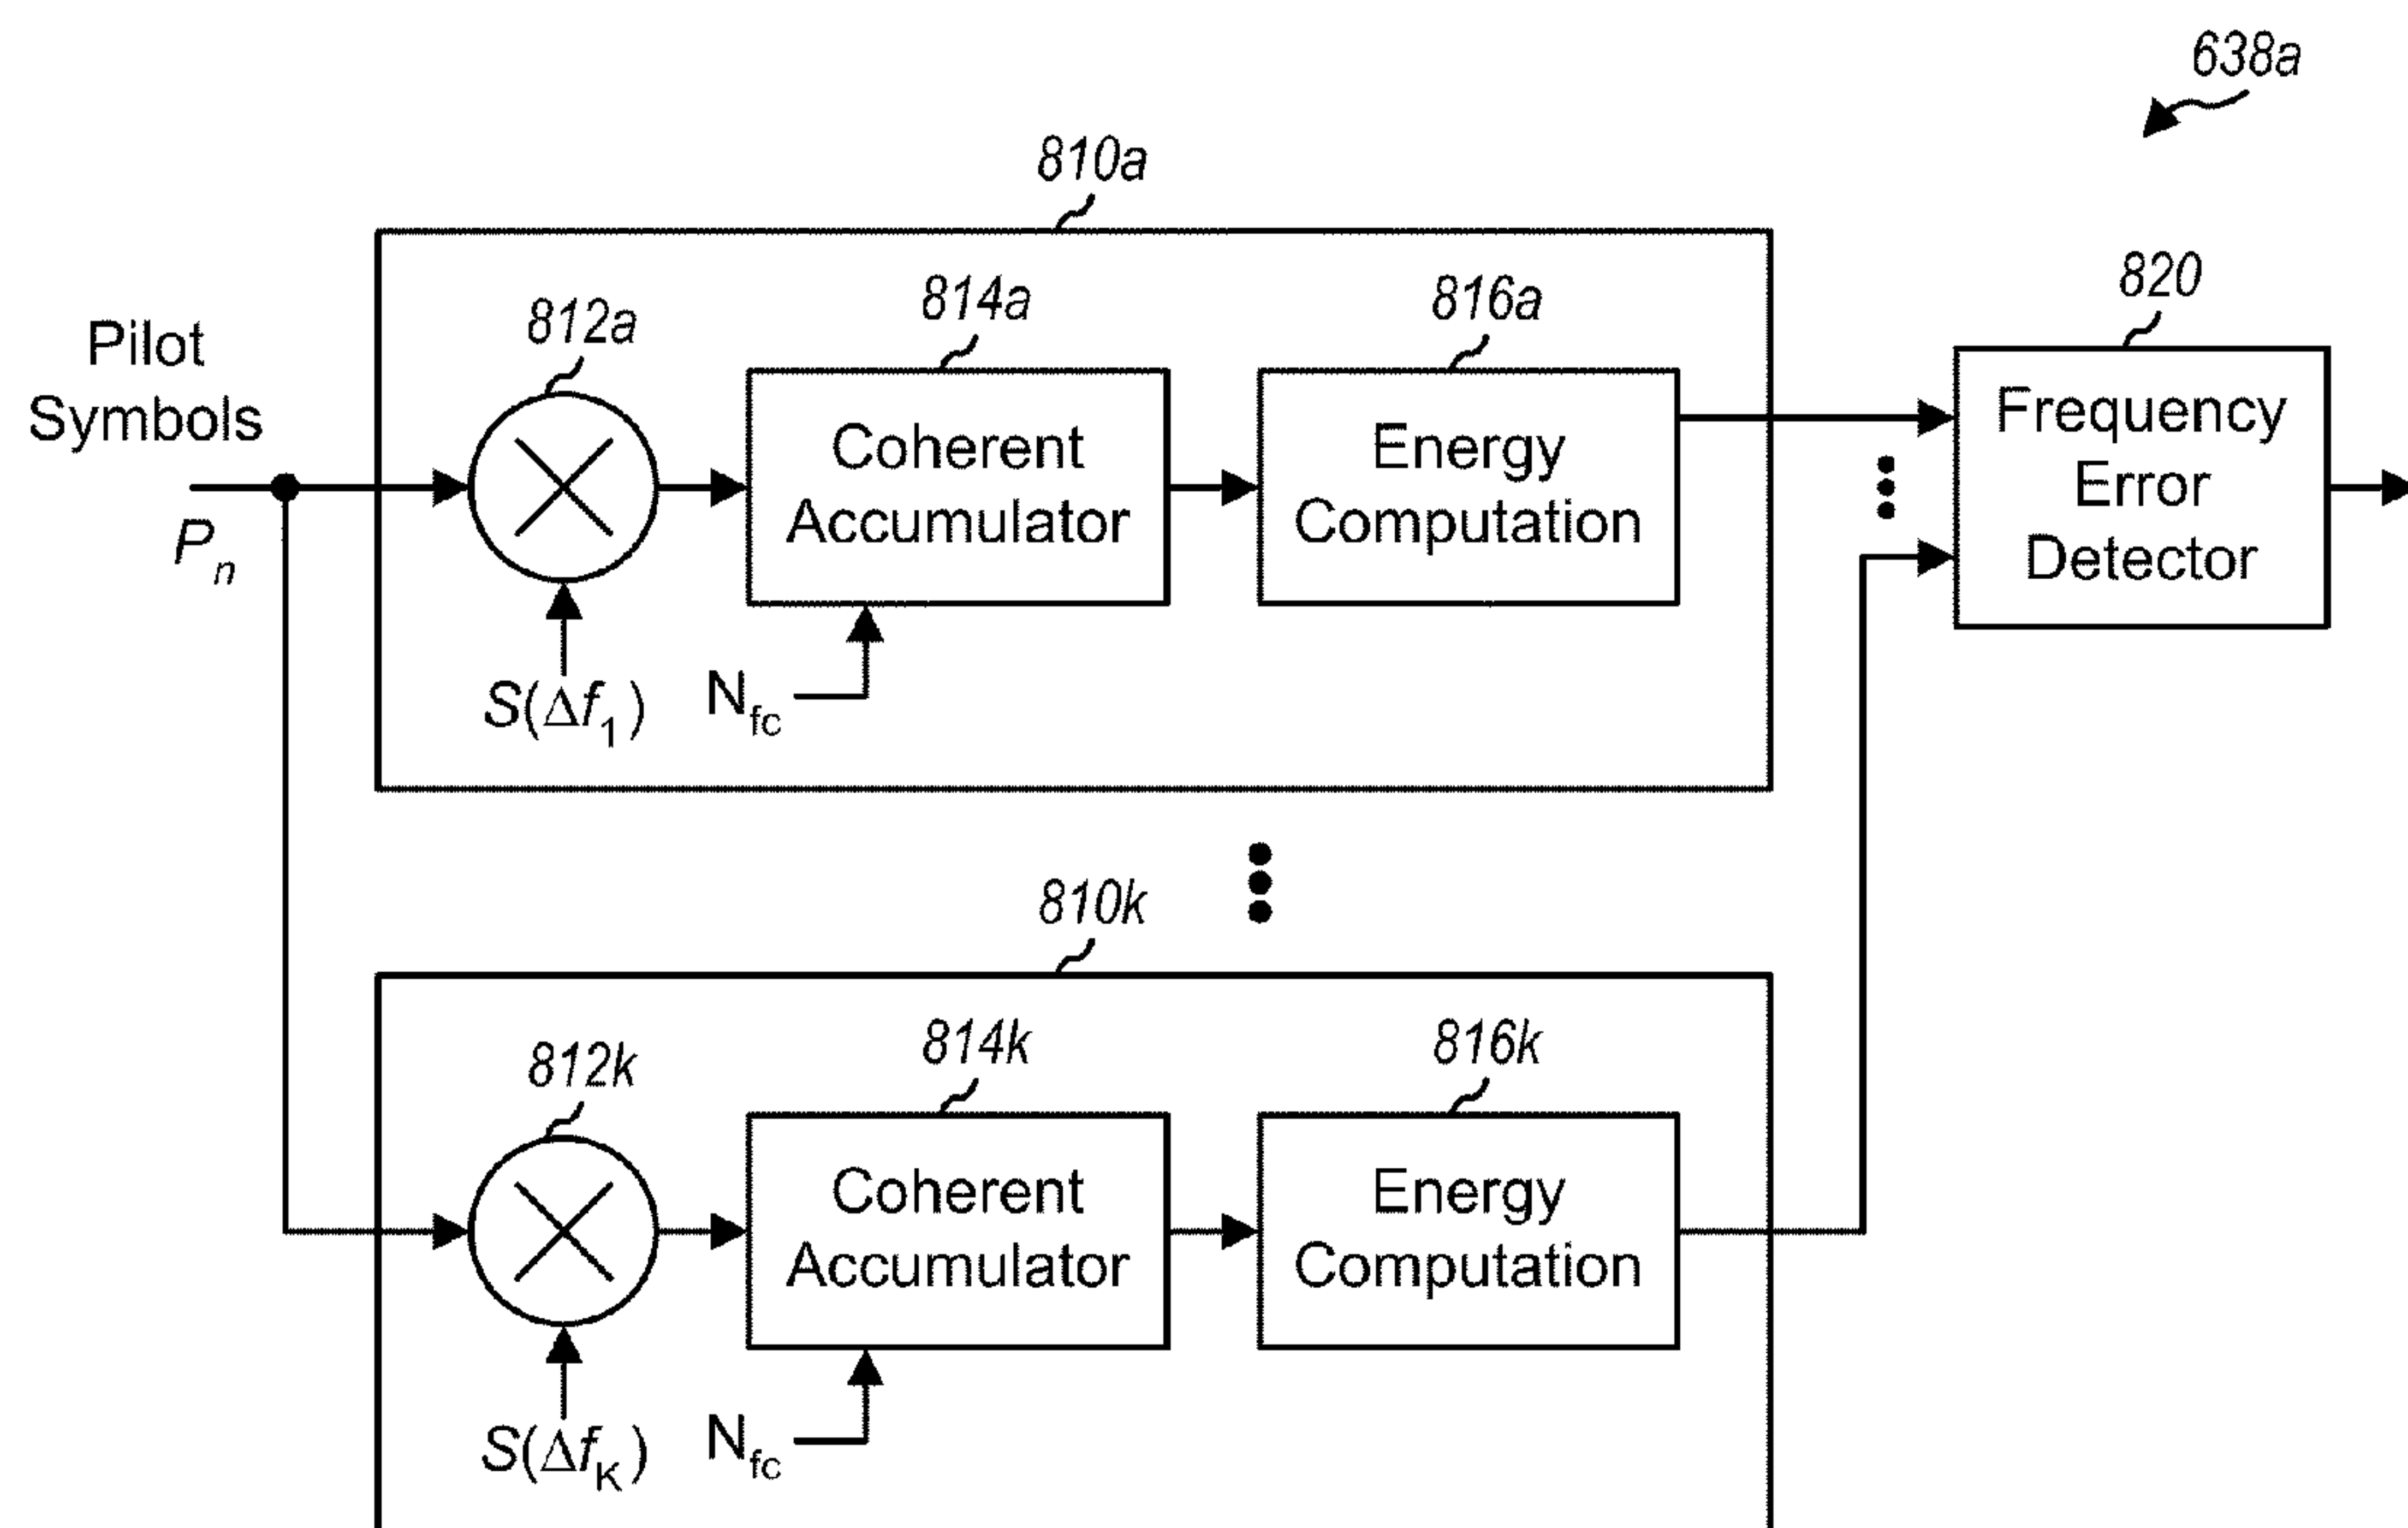 638a
810a
820
812a
814a
816a
Pilot
Symbols
Pn
Coherent
Accumulator
Energy
Computation
Frequency
Error
Detector
S(Δf1)
Nfc
810k
812k
814k
816k
Coherent
Accumulator
Energy
Computation
S(ΔfK)
Nfc